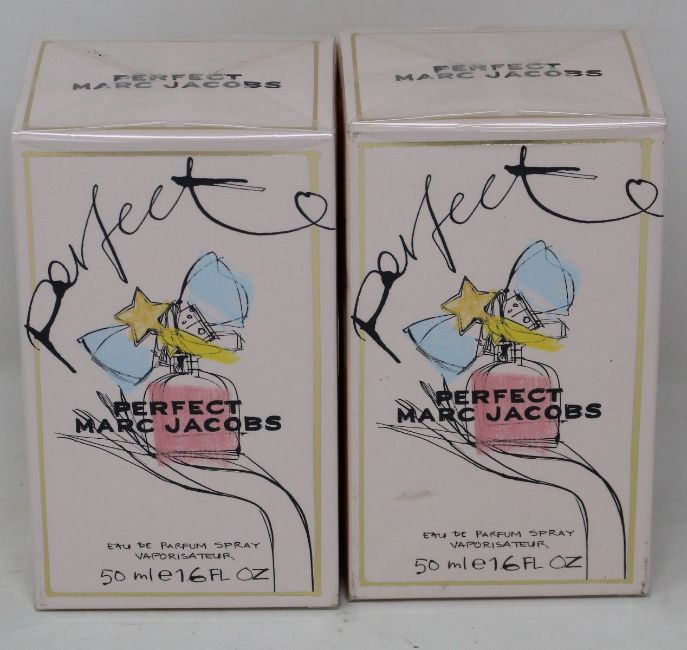 PERFECT
MARC JACOBS
Perfect
PERFECT
MARC JACOBS
EAU DE PARFUM SPRAY
VAPORISATEUR
50 ml e 1 6 FL OZ
PERFECT
MARC JACOBS
Perfect
PERFECT
MARC JACOBS
EAU DE PARFUM SPRAY
VAPORISATEUR
50 ml e 1 6 FL OZ